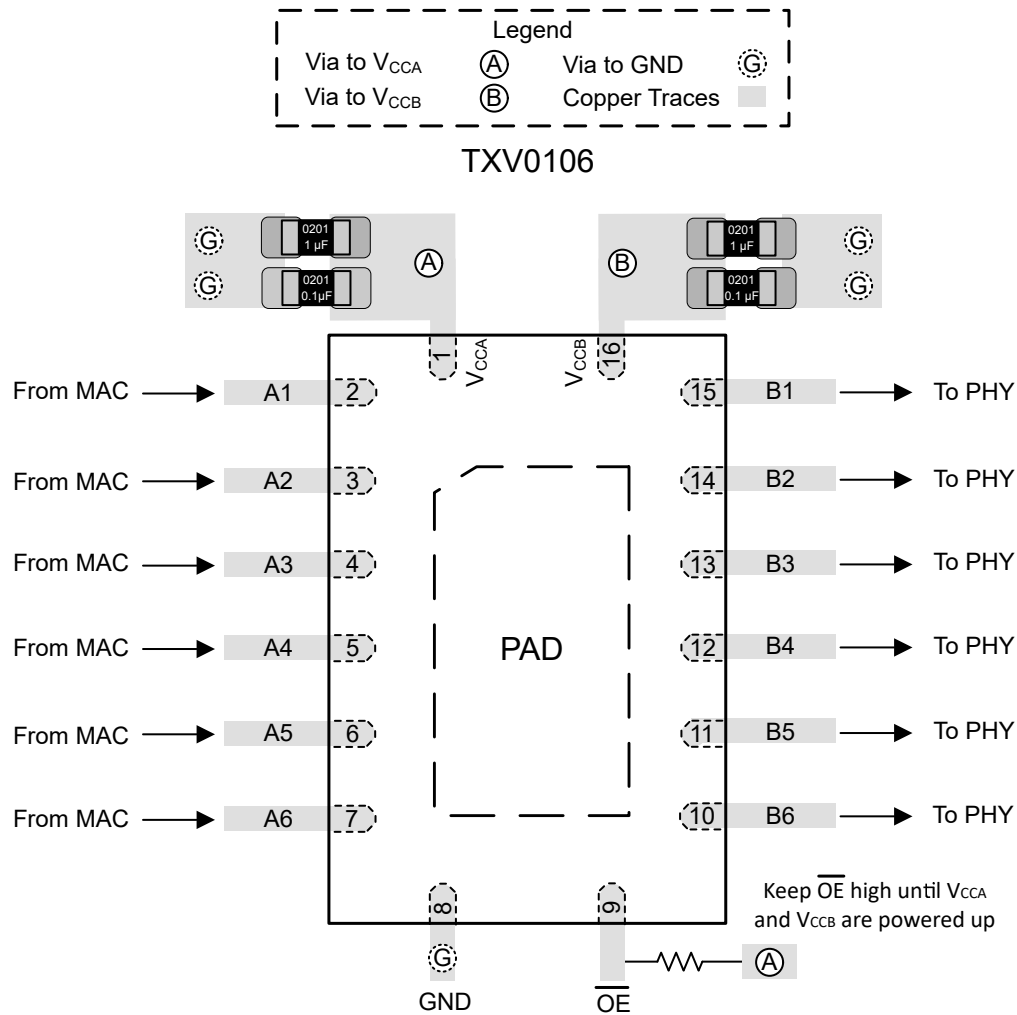 Legend
Via to VCCA A Via to GND G
Via to VCCB B Copper Traces
TXV0106
G 0201 1 µF A B 0201 1 µF G
G 0201 0.1µF 0201 0.1 µF G
1 VCCA VCCB 16
From MAC A1 2 15 B1 To PHY
From MAC A2 3 14 B2 To PHY
From MAC A3 4 13 B3 To PHY
From MAC A4 5 PAD 12 B4 To PHY
From MAC A5 6 11 B5 To PHY
From MAC A6 7 10 B6 To PHY
8 9
Keep O̅E̅ high until VCCA
and VCCB are powered up
G A
GND O̅E̅